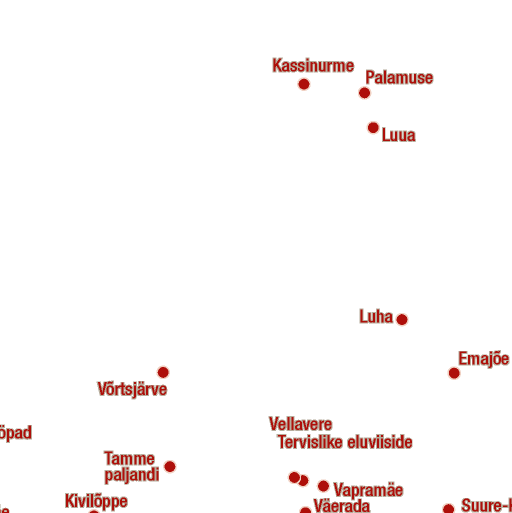 Kassinurme
Palamuse
Luua
Luha
Emajõe
Võrtsjärve
Vellavere
Tervislike eluviiside
Tamme
paljandi
Vapramäe
Kivilõppe
Väerada